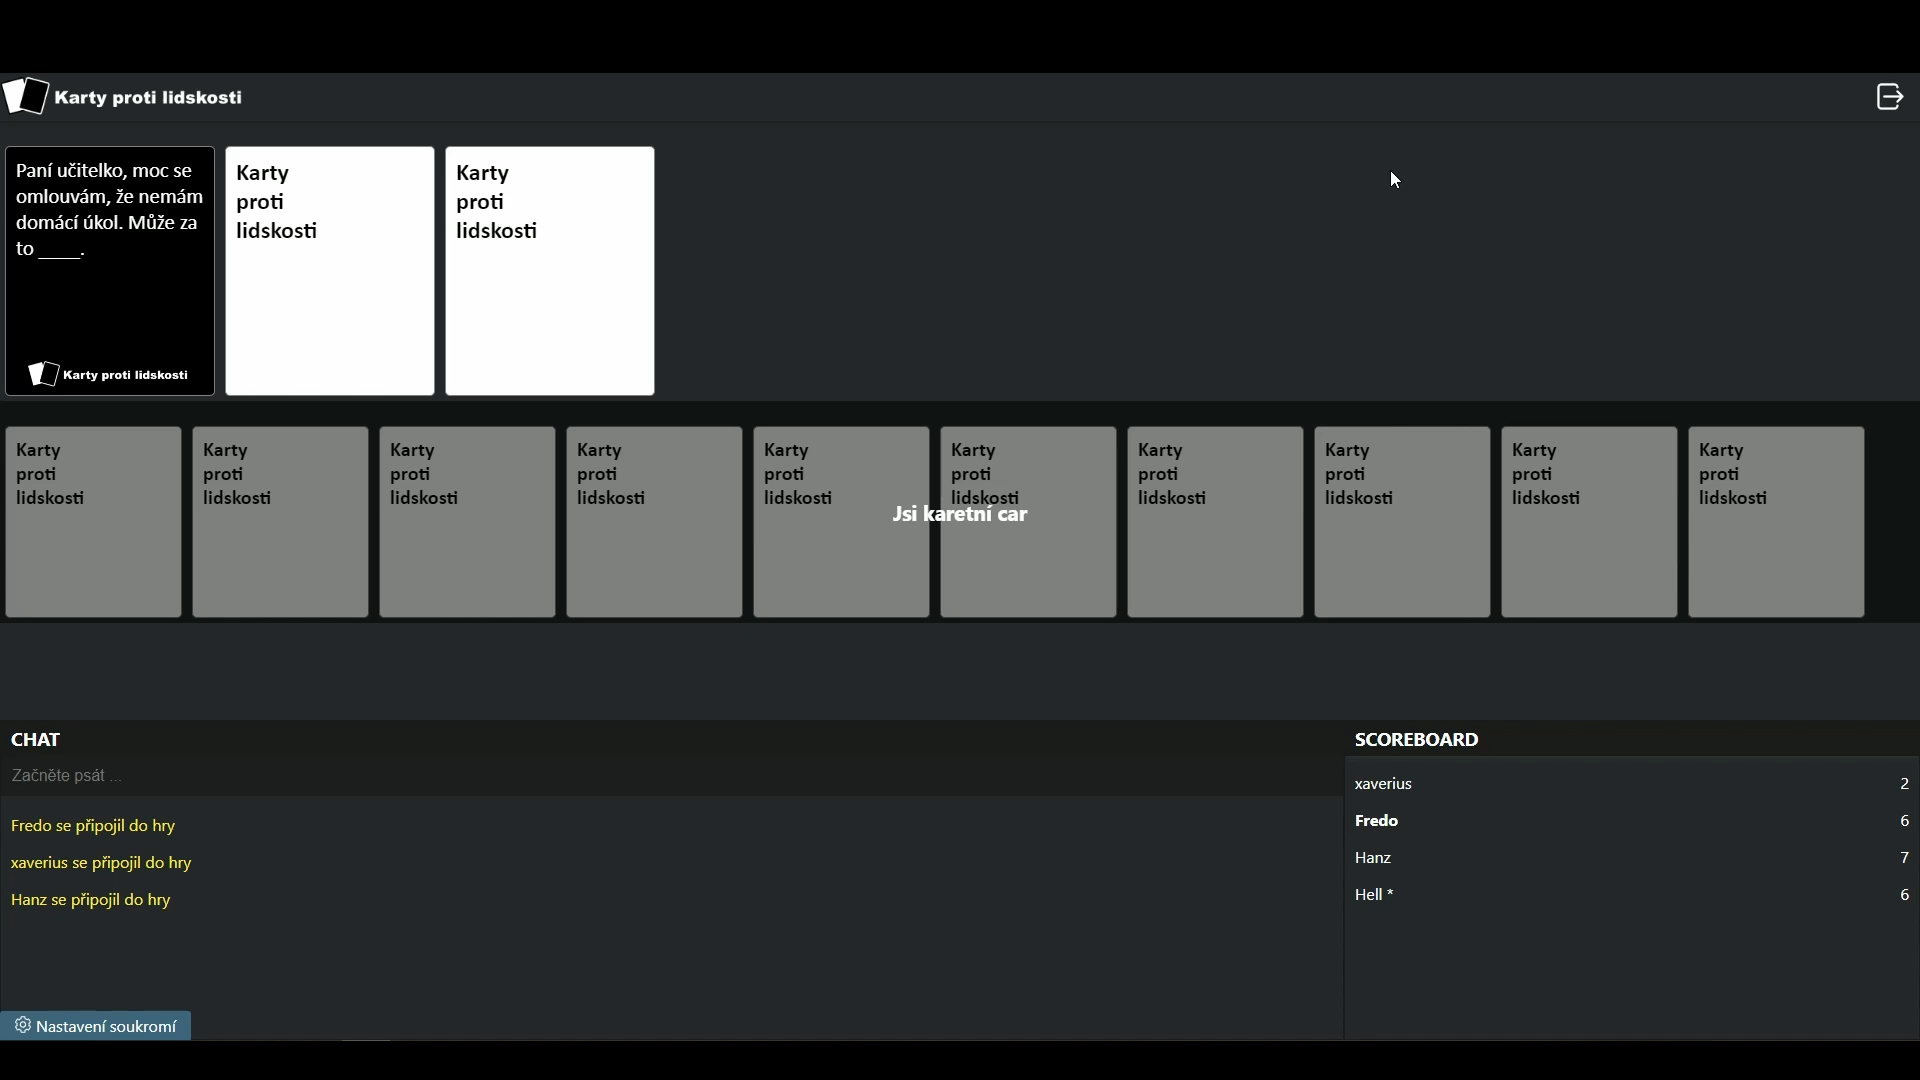 Karty proti lidskosti
Paní učitelko, moc se
omlouvám, že nemám
domácí úkol. Může za
to _____.
Karty proti lidskosti
Karty
proti
lidskosti
Karty
proti
lidskosti
Karty
proti
lidskosti
Karty
proti
lidskosti
Karty
proti
lidskosti
Karty
proti
lidskosti
Karty
proti
lidskosti
Karty
proti
lidskosti
Karty
proti
lidskosti
Karty
proti
lidskosti
Karty
proti
lidskosti
Karty
proti
lidskosti
Jsi karetní car
CHAT
Začněte psát ...
Fredo se připojil do hry
xaverius se připojil do hry
Hanz se připojil do hry
Nastavení soukromí
SCOREBOARD
xaverius 2
Fredo 6
Hanz 7
Hell * 6